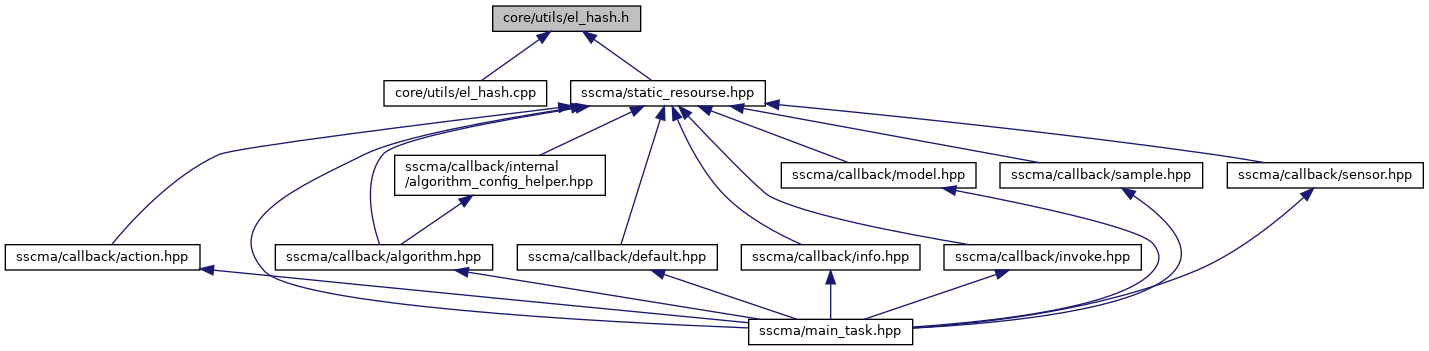 core/utils/el_hash.h
core/utils/el_hash.cpp
sscma/static_resourse.hpp
sscma/callback/internal
/algorithm_config_helper.hpp
sscma/callback/model.hpp
sscma/callback/sample.hpp
sscma/callback/sensor.hpp
sscma/callback/action.hpp
sscma/callback/algorithm.hpp
sscma/callback/default.hpp
sscma/callback/info.hpp
sscma/callback/invoke.hpp
sscma/main_task.hpp